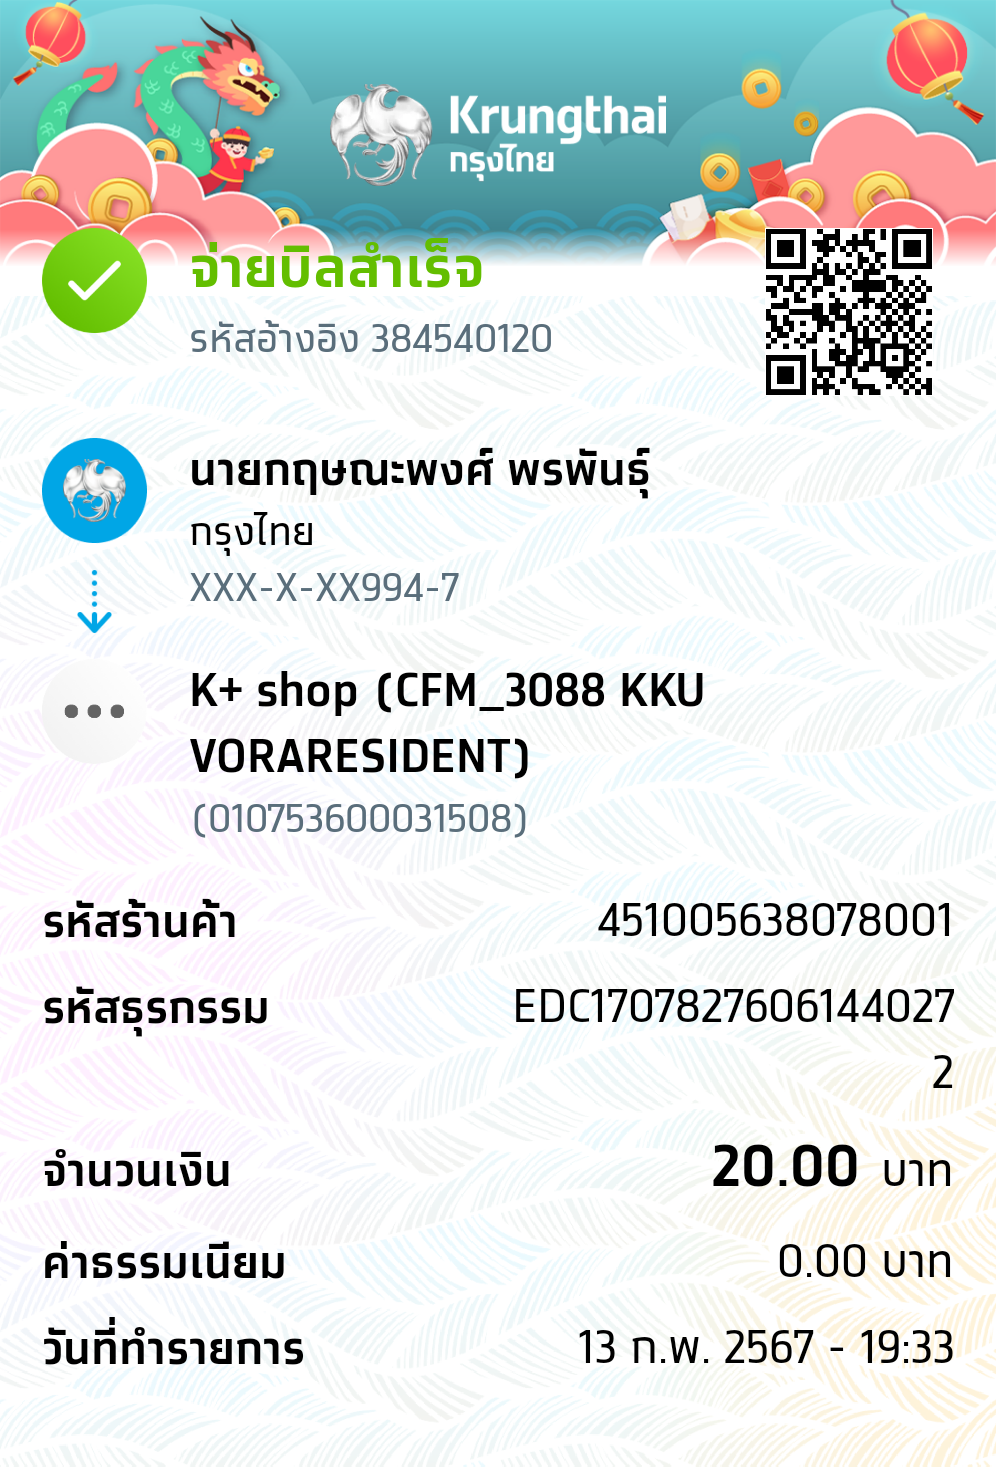 Krungthai
กรุงไทย
จ่ายบิลสำเร็จ
รหัสอ้างอิง 384540120
นายกฤษณะพงศ์ พรพันธุ์
กรุงไทย
XXX-X-XX994-7
K+ shop (CFM_3088 KKU
VORARESIDENT)
(010753600031508)
รหัสร้านค้า 451005638078001
รหัสธุรกรรม EDC1707827606144027
2
จำนวนเงิน 20.00 บาท
ค่าธรรมเนียม 0.00 บาท
วันที่ทำรายการ 13 ก.พ. 2567 - 19:33